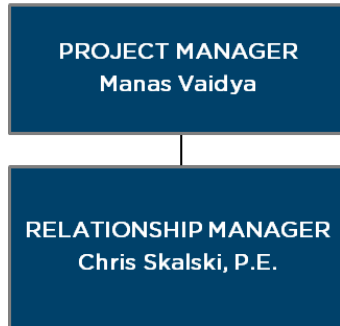 PROJECT MANAGER
Manas Vaidya
RELATIONSHIP MANAGER
Chris Skalski, P.E.